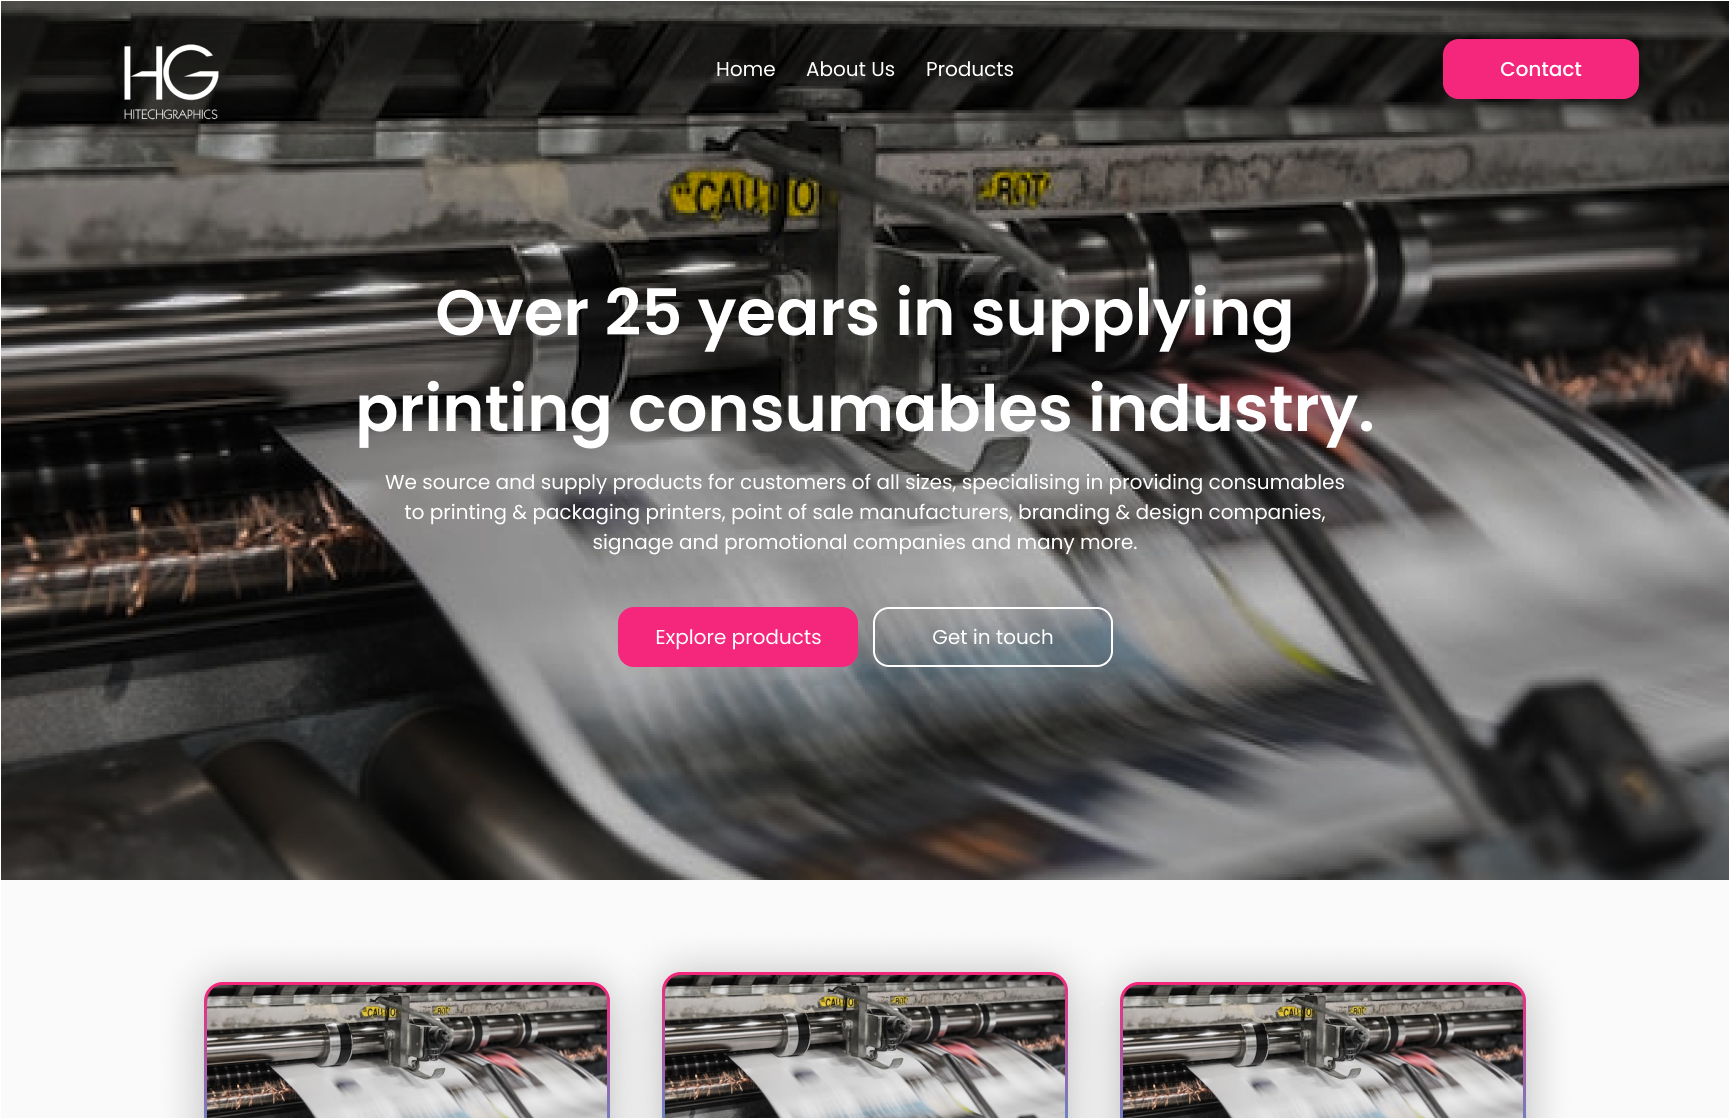 HG
HITECHGRAPHICS
Home
About Us
Products
Contact
CAUTIO
ROT
Over 25 years in supplying
printing consumables industry.
We source and supply products for customers of all sizes, specialising in providing consumables
to printing & packaging printers, point of sale manufacturers, branding & design companies,
signage and promotional companies and many more.
Explore products
Get in touch